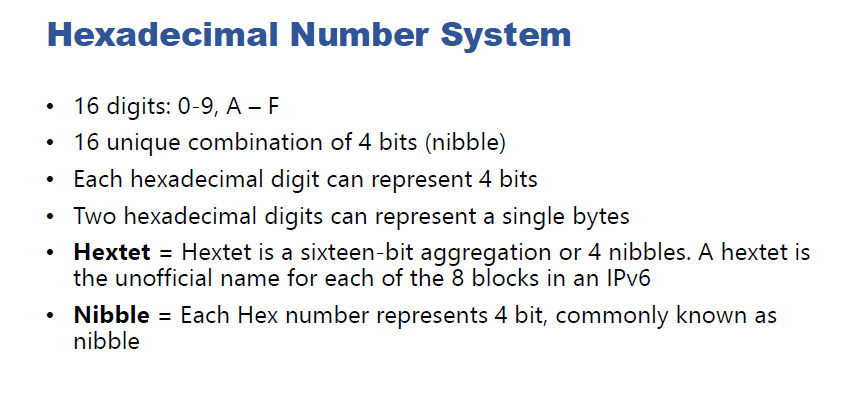 Hexadecimal Number System
• 16 digits: 0-9, A – F
• 16 unique combination of 4 bits (nibble)
• Each hexadecimal digit can represent 4 bits
• Two hexadecimal digits can represent a single bytes
• Hextet = Hextet is a sixteen-bit aggregation or 4 nibbles. A hextet is
the unofficial name for each of the 8 blocks in an IPv6
• Nibble = Each Hex number represents 4 bit, commonly known as
nibble